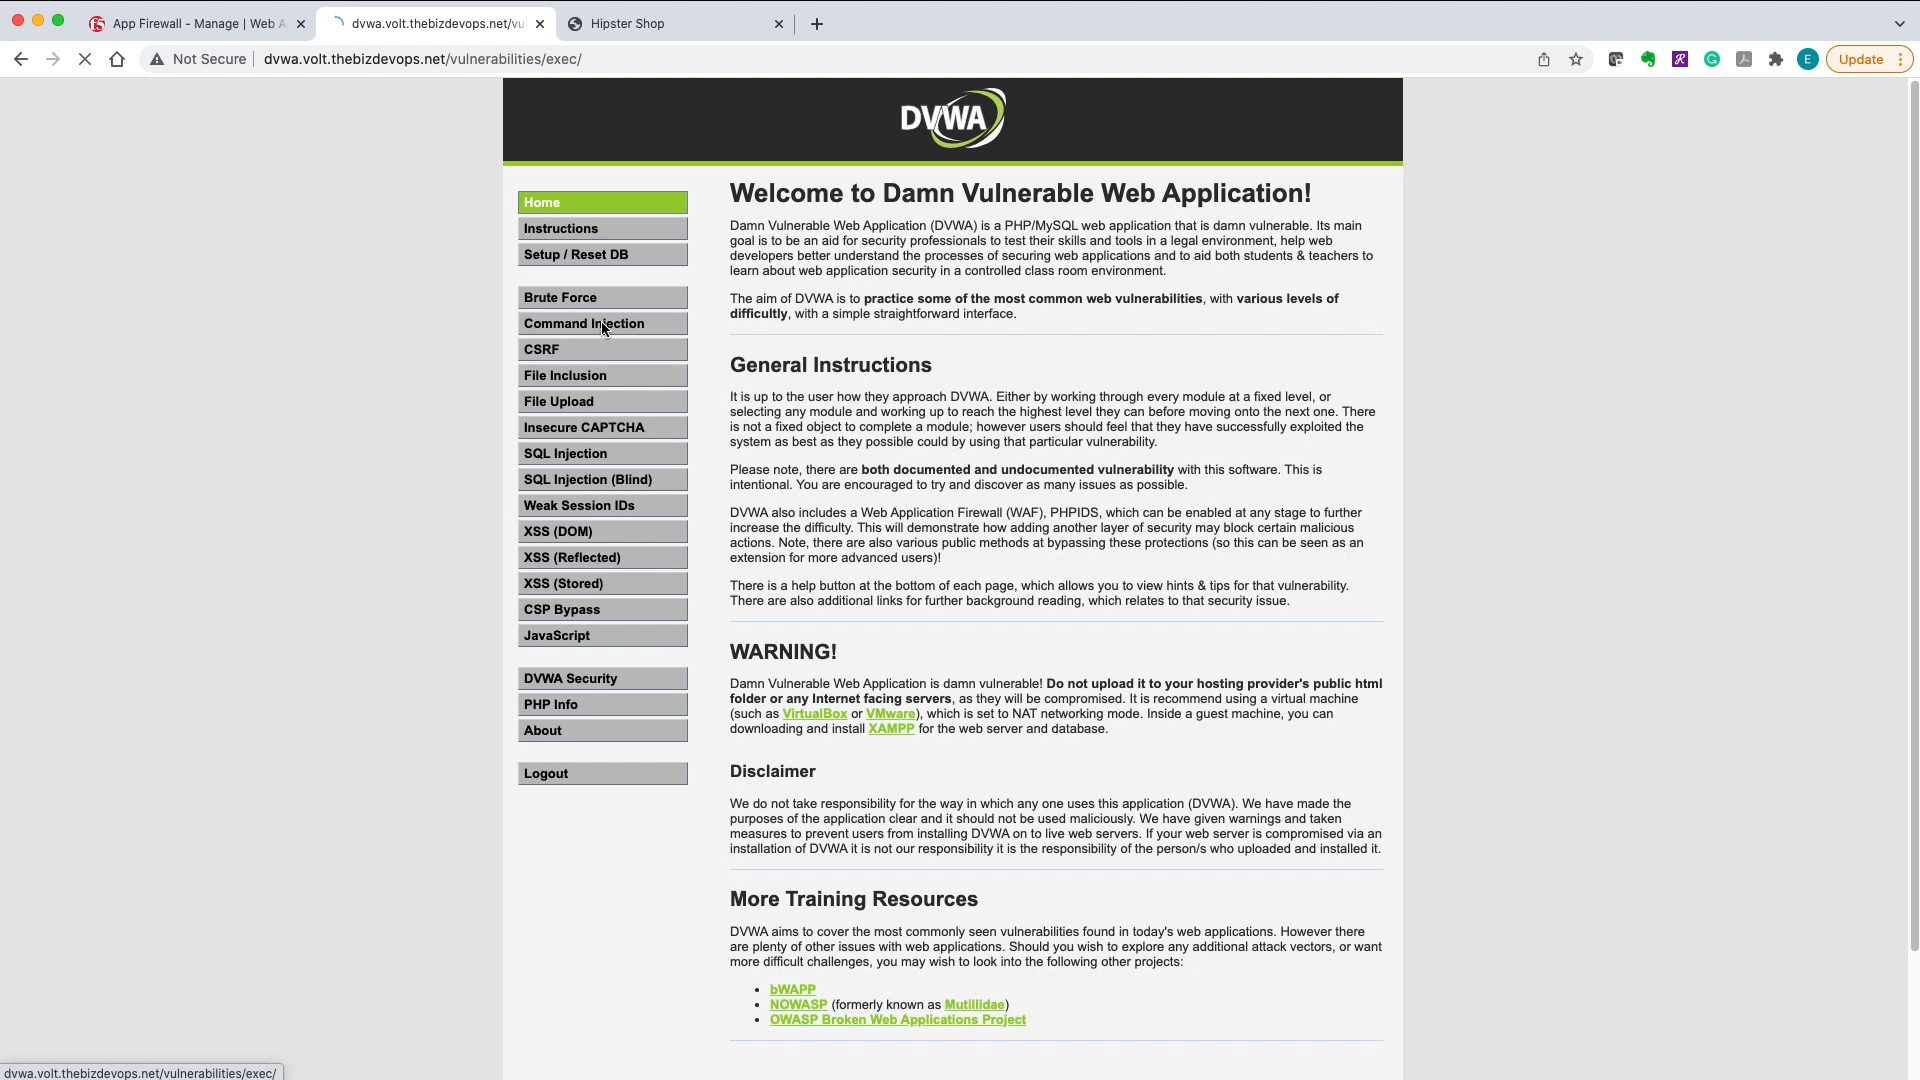 App Firewall - Manage | Web A
dvwa.volt.thebizdevops.net/vu
Hipster Shop
Not Secure
dvwa.volt.thebizdevops.net/vulnerabilities/exec/
E
Update
DVWA
Home
Instructions
Setup / Reset DB
Brute Force
Command Injection
CSRF
File Inclusion
File Upload
Insecure CAPTCHA
SQL Injection
SQL Injection (Blind)
Weak Session IDs
XSS (DOM)
XSS (Reflected)
XSS (Stored)
CSP Bypass
JavaScript
DVWA Security
PHP Info
About
Logout
Welcome to Damn Vulnerable Web Application!
Damn Vulnerable Web Application (DVWA) is a PHP/MySQL web application that is damn vulnerable. Its main
goal is to be an aid for security professionals to test their skills and tools in a legal environment, help web
developers better understand the processes of securing web applications and to aid both students & teachers to
learn about web application security in a controlled class room environment.
The aim of DVWA is to practice some of the most common web vulnerabilities, with various levels of
difficultly, with a simple straightforward interface.
General Instructions
It is up to the user how they approach DVWA. Either by working through every module at a fixed level, or
selecting any module and working up to reach the highest level they can before moving onto the next one. There
is not a fixed object to complete a module; however users should feel that they have successfully exploited the
system as best as they possible could by using that particular vulnerability.
Please note, there are both documented and undocumented vulnerability with this software. This is
intentional. You are encouraged to try and discover as many issues as possible.
DVWA also includes a Web Application Firewall (WAF), PHPIDS, which can be enabled at any stage to further
increase the difficulty. This will demonstrate how adding another layer of security may block certain malicious
actions. Note, there are also various public methods at bypassing these protections (so this can be seen as an
extension for more advanced users)!
There is a help button at the bottom of each page, which allows you to view hints & tips for that vulnerability.
There are also additional links for further background reading, which relates to that security issue.
WARNING!
Damn Vulnerable Web Application is damn vulnerable! Do not upload it to your hosting provider's public html
folder or any Internet facing servers, as they will be compromised. It is recommend using a virtual machine
(such as VirtualBox or VMware), which is set to NAT networking mode. Inside a guest machine, you can
downloading and install XAMPP for the web server and database.
Disclaimer
We do not take responsibility for the way in which any one uses this application (DVWA). We have made the
purposes of the application clear and it should not be used maliciously. We have given warnings and taken
measures to prevent users from installing DVWA on to live web servers. If your web server is compromised via an
installation of DVWA it is not our responsibility it is the responsibility of the person/s who uploaded and installed it.
More Training Resources
DVWA aims to cover the most commonly seen vulnerabilities found in today's web applications. However there
are plenty of other issues with web applications. Should you wish to explore any additional attack vectors, or want
more difficult challenges, you may wish to look into the following other projects:
• bWAPP
• NOWASP (formerly known as Mutillidae)
• OWASP Broken Web Applications Project
dvwa.volt.thebizdevops.net/vulnerabilities/exec/